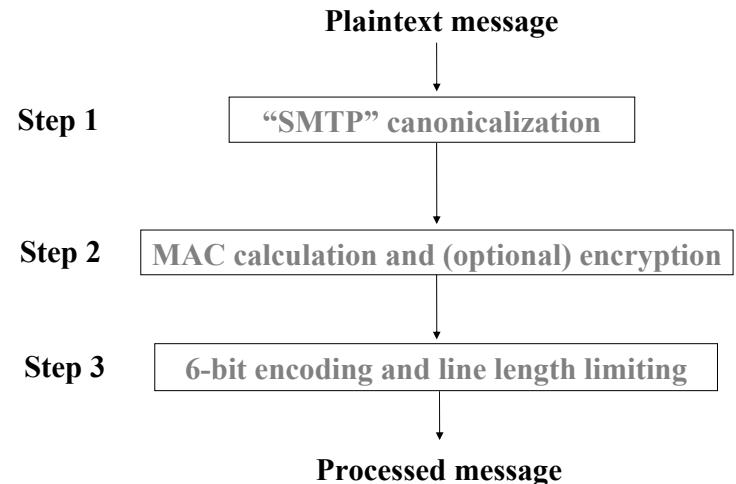 Plaintext message
Step 1
“SMTP” canonicalization
Step 2
MAC calculation and (optional) encryption
Step 3
6-bit encoding and line length limiting
Processed message